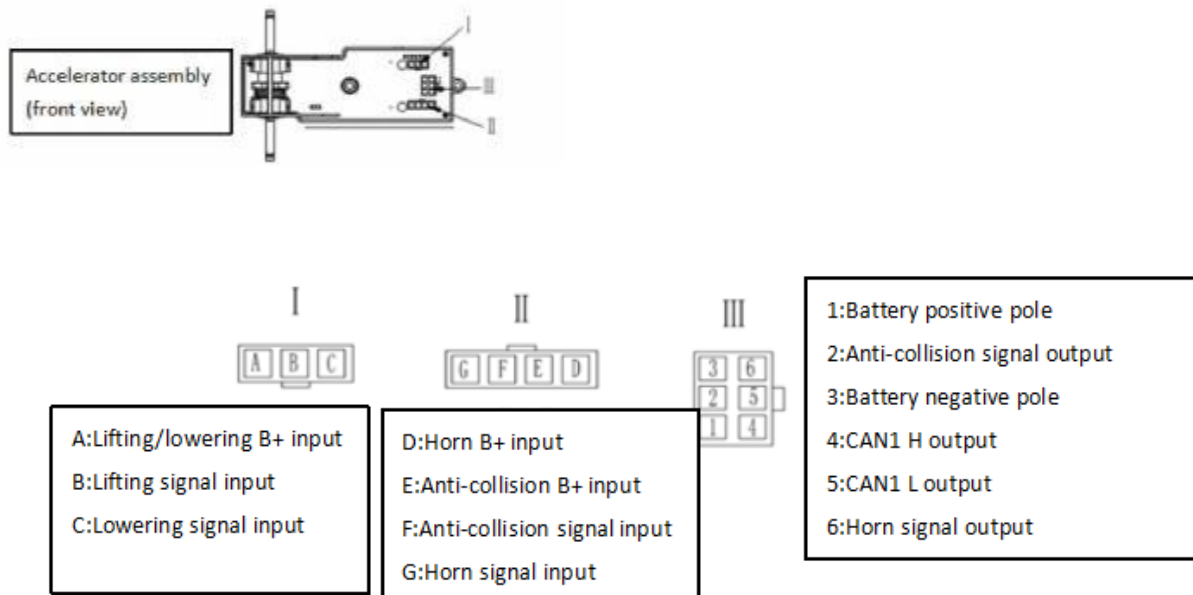 I
Accelerator assembly
(front view)
III
II
I
II
III
A B C
G F E D
3 6
2 5
1 4
A:Lifting/lowering B+ input
B:Lifting signal input
C:Lowering signal input
D:Horn B+ input
E:Anti-collision B+ input
F:Anti-collision signal input
G:Horn signal input
1:Battery positive pole
2:Anti-collision signal output
3:Battery negative pole
4:CAN1 H output
5:CAN1 L output
6:Horn signal output